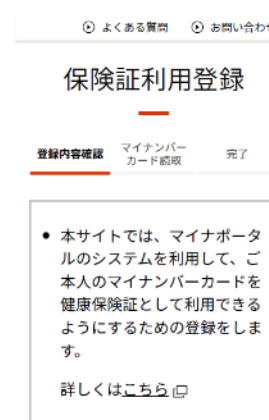 よくある質問 お問い合わせ
保険証利用登録
登録内容確認 マイナンバー
カード読取 完了
本サイトでは、マイナポータ
ルのシステムを利用して、ご
本人のマイナンバーカードを
健康保険証として利用できる
ようにするための登録をしま
す。
詳しくはこちら